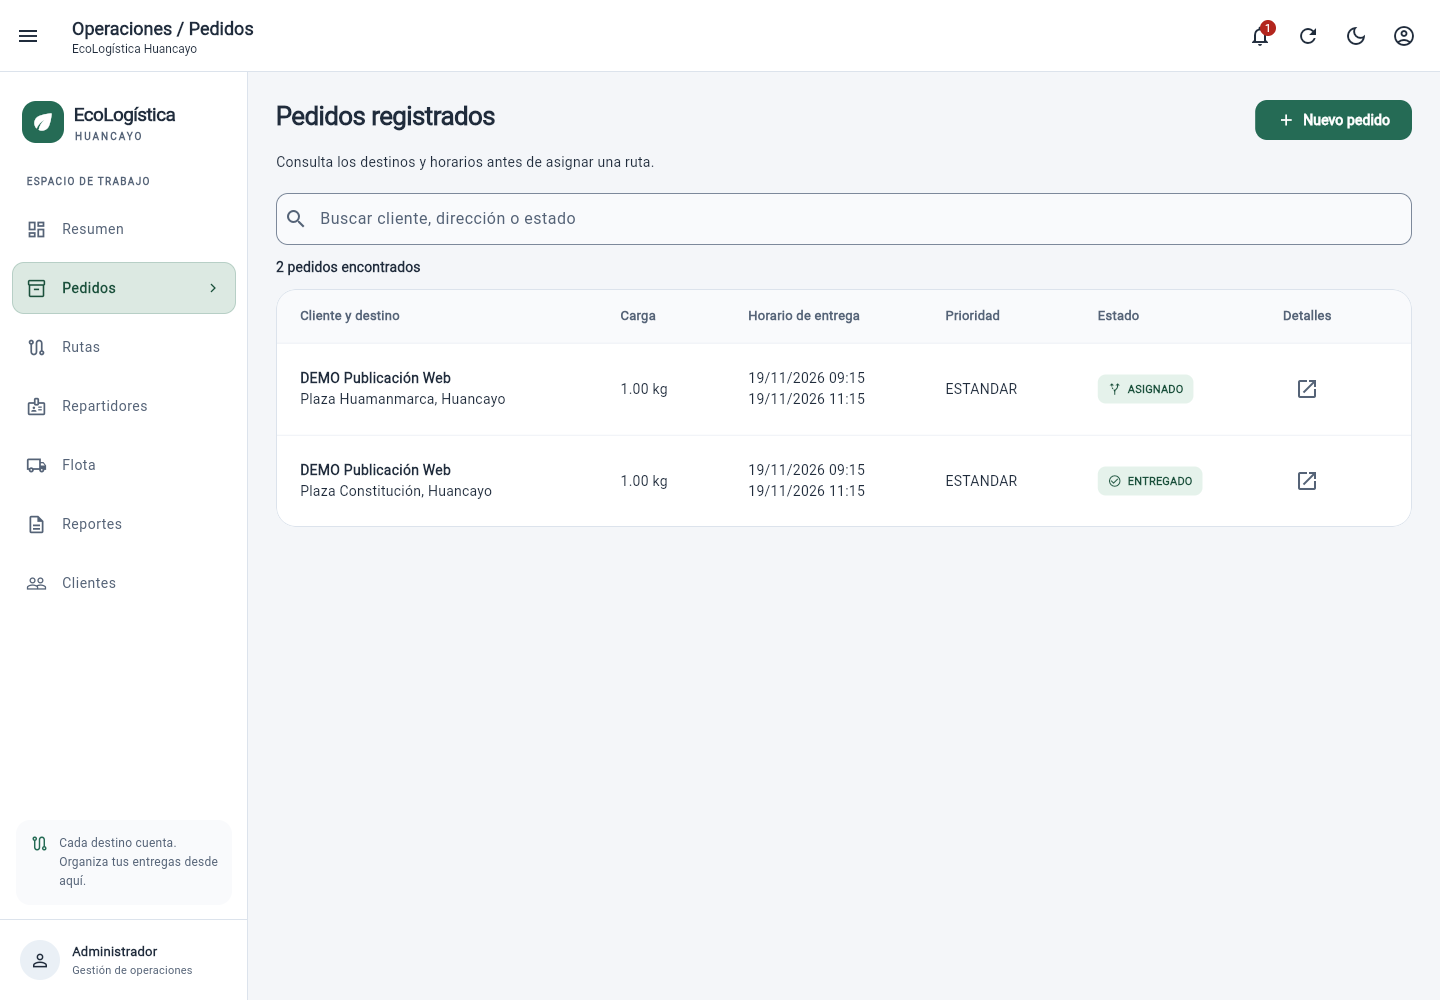 Operaciones / Pedidos
EcoLogística Huancayo
1
EcoLogística
HUANCAYO
ESPACIO DE TRABAJO
Resumen
Pedidos
Rutas
Repartidores
Flota
Reportes
Clientes
Cada destino cuenta.
Organiza tus entregas desde
aquí.
Administrador
Gestión de operaciones
Pedidos registrados
Nuevo pedido
Consulta los destinos y horarios antes de asignar una ruta.
Buscar cliente, dirección o estado
2 pedidos encontrados
Cliente y destino Carga Horario de entrega Prioridad Estado Detalles
DEMO Publicación Web
Plaza Huamanmarca, Huancayo
1.00 kg
19/11/2026 09:15
19/11/2026 11:15
ESTANDAR
ASIGNADO
DEMO Publicación Web
Plaza Constitución, Huancayo
1.00 kg
19/11/2026 09:15
19/11/2026 11:15
ESTANDAR
ENTREGADO